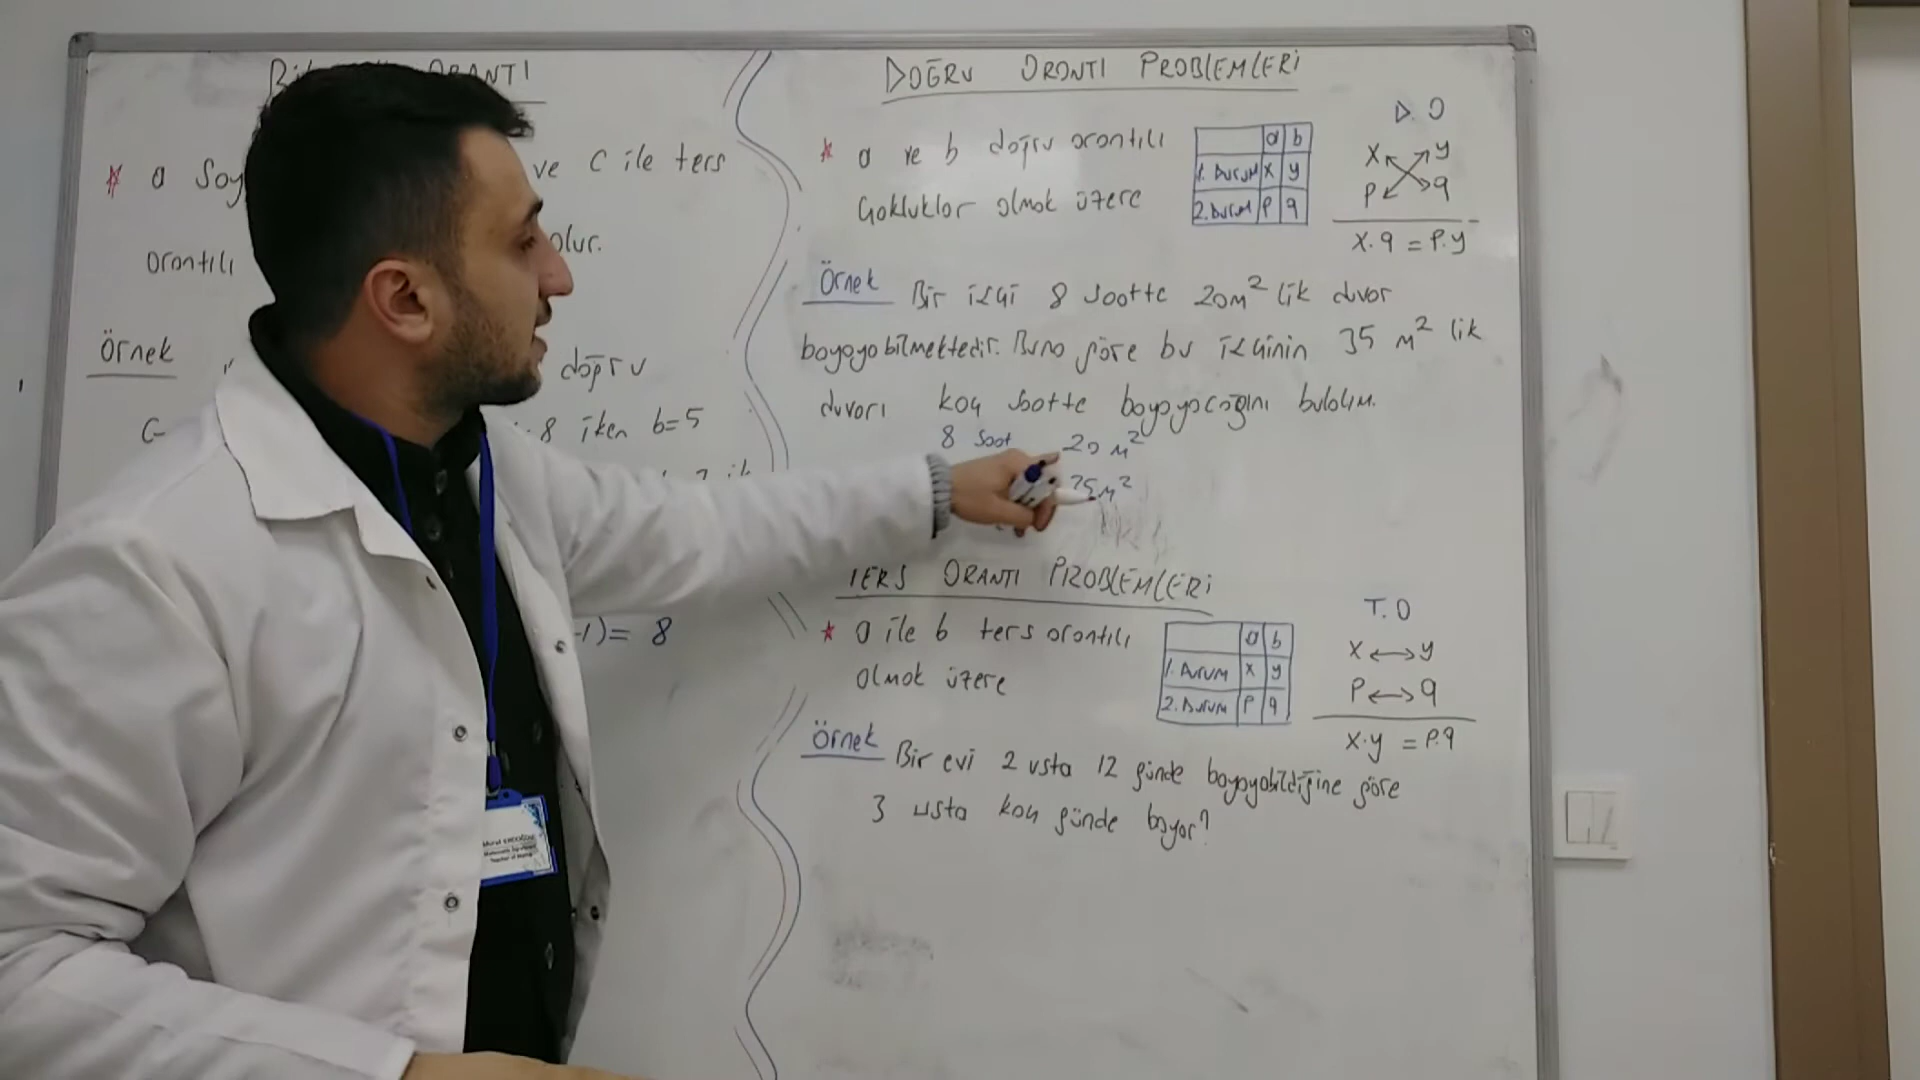 ORANTI
* a
ve c ile ters
orantılı
olur.
Örnek
doğru
8 iken b=5
-1) = 8
DOĞRU ORANTI PROBLEMLERİ
* a ve b doğru orantılı
Çokluklar olmak üzere
a b
1. DURUM x y
2. DURUM p q
D. O
x y
p q
x.q = p.y
Örnek Bir işçi 8 saatte 20m² lik duvar
boyayabilmektedir. Buna göre bu işçinin 35 m² lik
duvarı kaç saatte boyayacağını bulalım.
8 saat 20 m²
35m²
TERS ORANTI PROBLEMLERİ
* a ile b ters orantılı
olmak üzere
a b
1. DURUM x y
2. DURUM p q
T. O
x ↔ y
p ↔ q
x.y = p.q
Örnek Bir evi 2 usta 12 günde boyayabildiğine göre
3 usta kaç günde boyar?